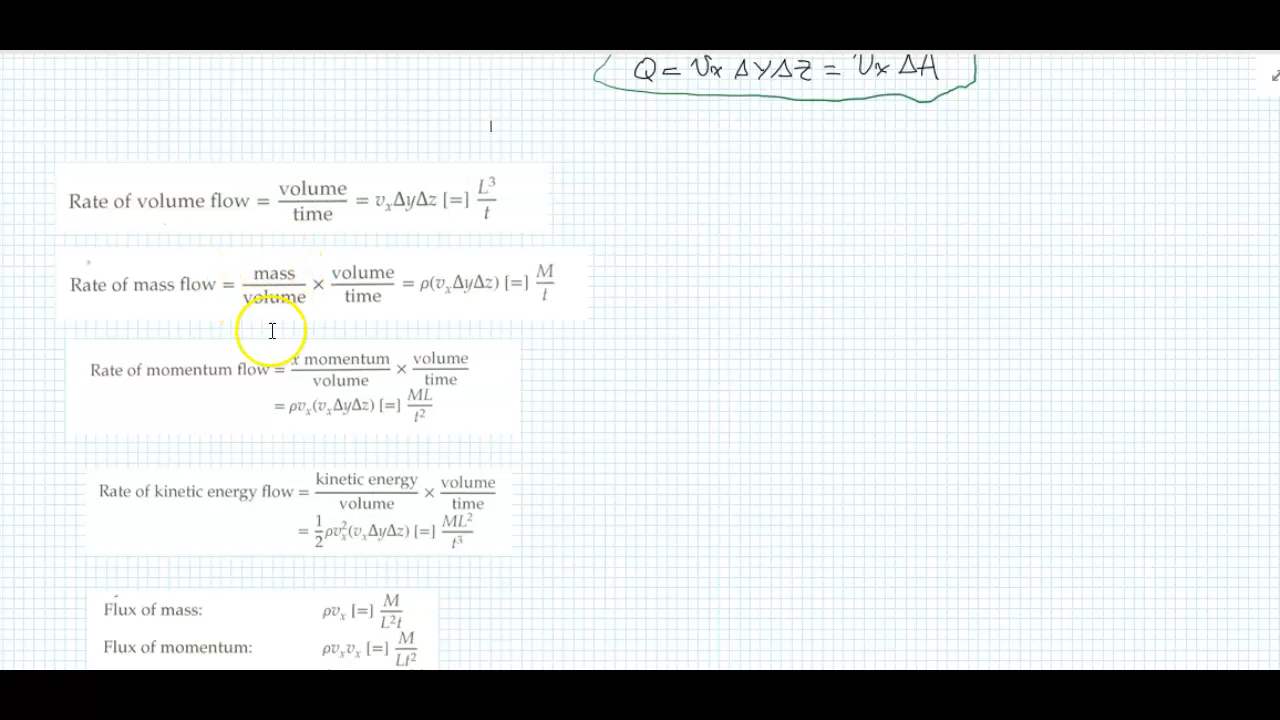 Q = Vx ΔYΔZ = Vx ΔA
Rate of volume flow = volume/time = vₓΔyΔz [=] L³/t
Rate of mass flow = mass/volume × volume/time = ρ(vₓΔyΔz) [=] M/t
Rate of momentum flow = x momentum/volume × volume/time
= ρvₓ(vₓΔyΔz) [=] ML/t²
Rate of kinetic energy flow = kinetic energy/volume × volume/time
= 1/2 ρvₓ²(vₓΔyΔz) [=] ML²/t³
Flux of mass: ρvₓ [=] M/L²t
Flux of momentum: ρvₓvₓ [=] M/Lt²